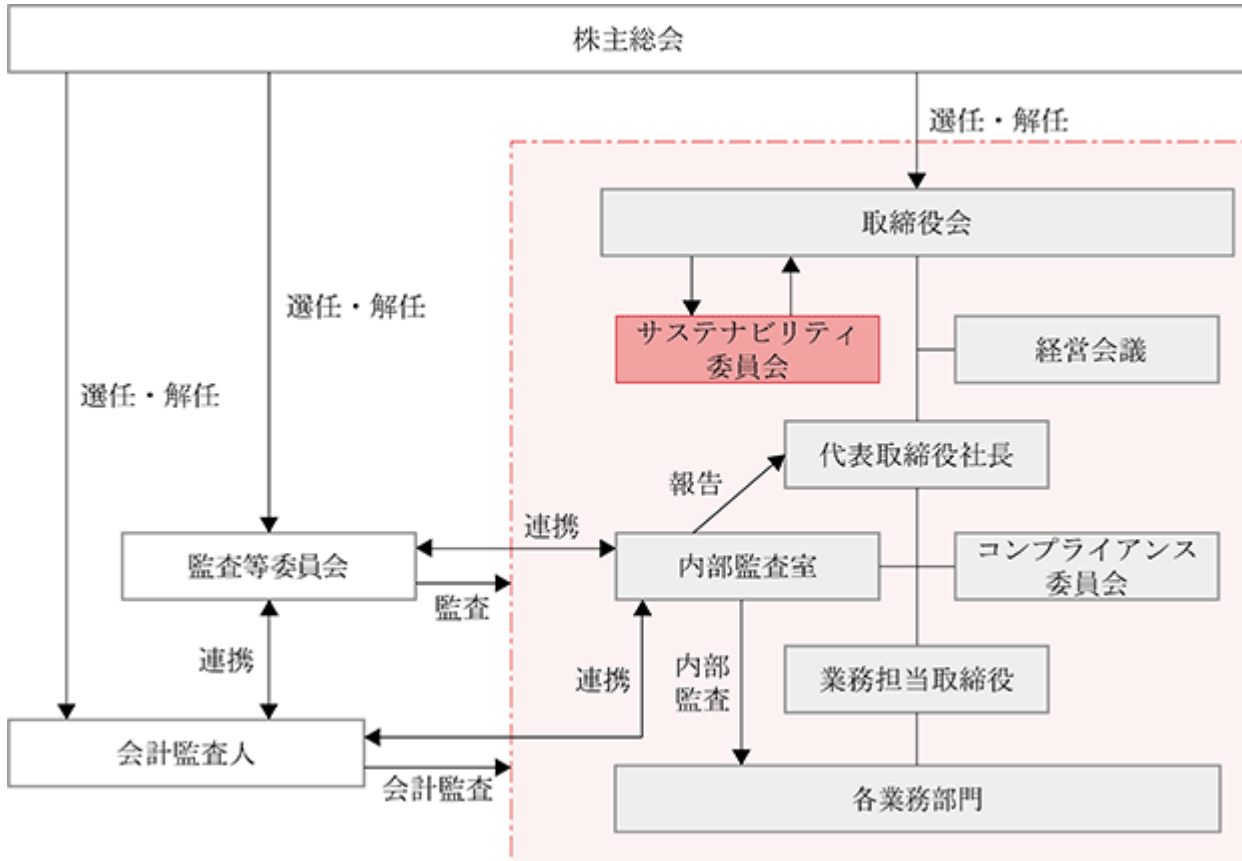 株主総会
選任・解任
取締役会
選任・解任
サステナビリティ
委員会
経営会議
選任・解任
代表取締役社長
報告
連携
監査等委員会
内部監査室
コンプライアンス
委員会
監査
連携
連携
内部
監査
業務担当取締役
会計監査人
会計監査
各業務部門